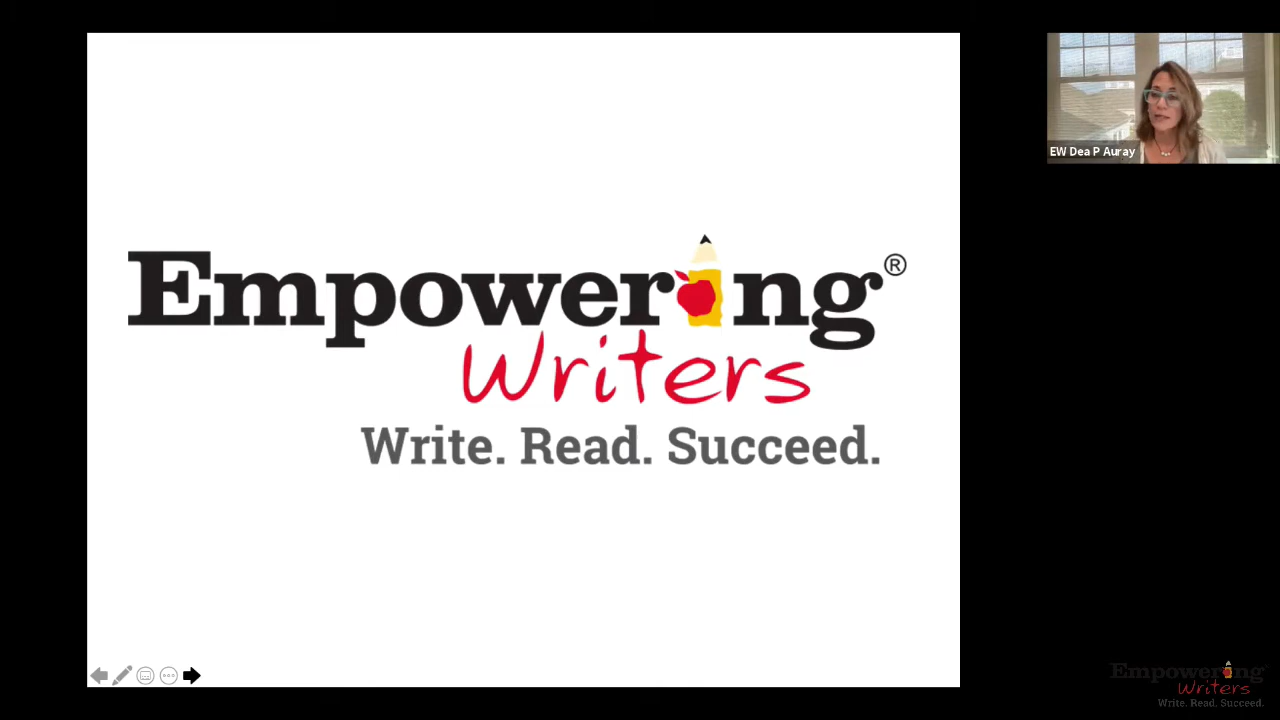 Empowering®
Writers
Write. Read. Succeed.
EW Dea P Auray
Empowering
Writers
Write. Read. Succeed.